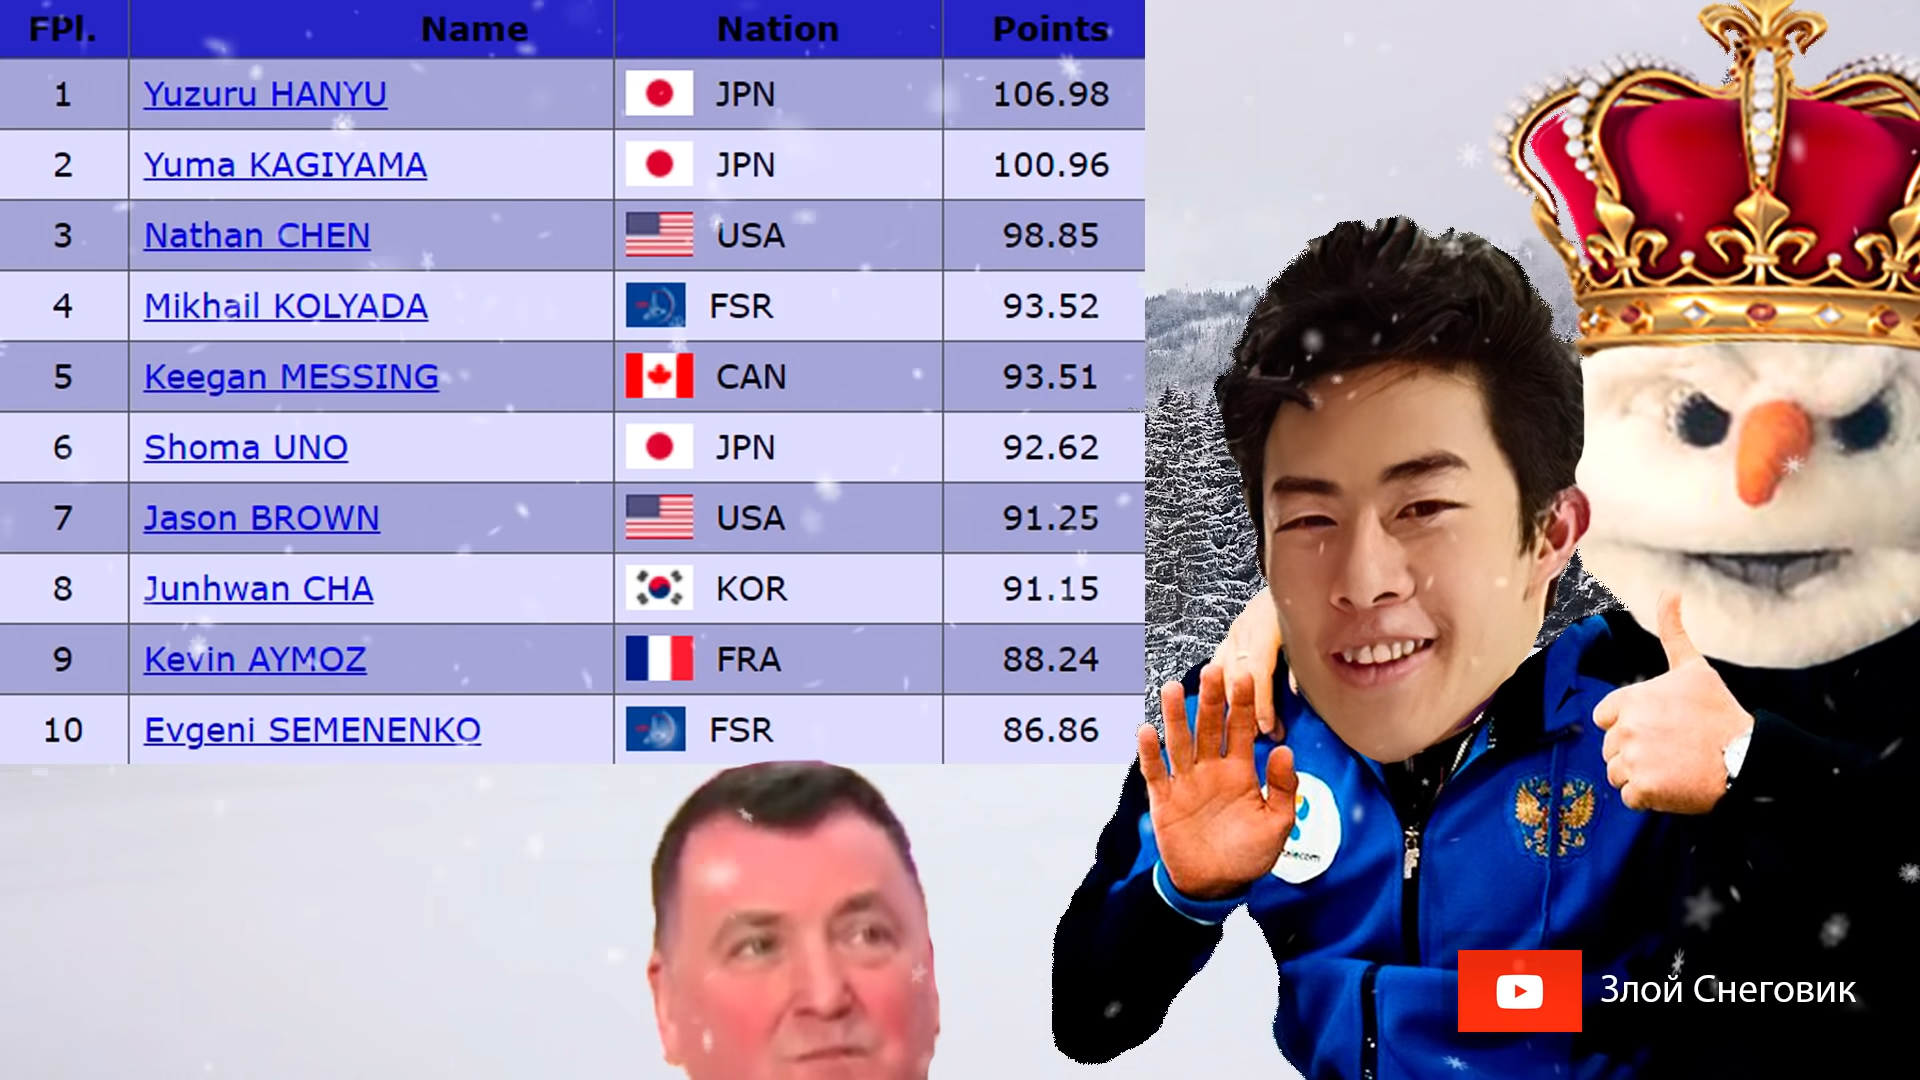 FPl. Name Nation Points
1 Yuzuru HANYU JPN 106.98
2 Yuma KAGIYAMA JPN 100.96
3 Nathan CHEN USA 98.85
4 Mikhail KOLYADA FSR 93.52
5 Keegan MESSING CAN 93.51
6 Shoma UNO JPN 92.62
7 Jason BROWN USA 91.25
8 Junhwan CHA KOR 91.15
9 Kevin AYMOZ FRA 88.24
10 Evgeni SEMENENKO FSR 86.86
Злой Снеговик